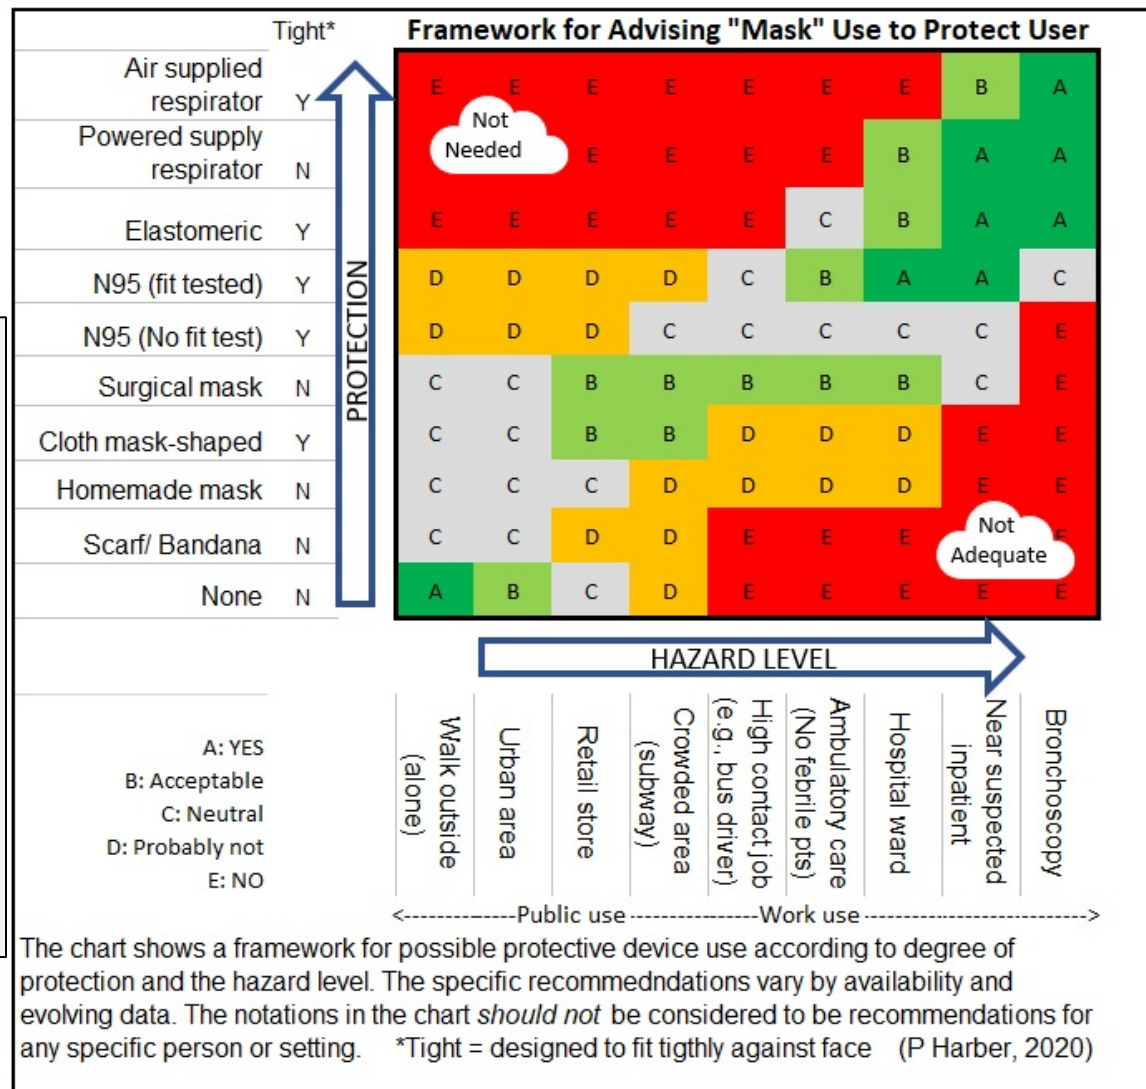 Tight* Framework for Advising "Mask" Use to Protect User
Air supplied
respirator Y E E E E E E E B A
Not
Needed
Powered supply
respirator N E E E E B A A
Elastomeric Y E E E E E C B A A
N95 (fit tested) Y D D D D C B A A C
N95 (No fit test) Y D D D C C C C C E
Surgical mask N C C B B B B B C E
Cloth mask-shaped Y C C B B D D D E E
Homemade mask N C C C D D D D E E
Scarf/ Bandana N C C D D E E E E
Not
Adequate
None N A B C D E E E E E
PROTECTION
HAZARD LEVEL
Walk outside
(alone)
Urban area
Retail store
Crowded area
(subway)
High contact job
(e.g., bus driver)
Ambulatory care
(No febrile pts)
Hospital ward
Near suspected
inpatient
Bronchoscopy
A: YES
B: Acceptable
C: Neutral
D: Probably not
E: NO
<--------------Public use --------------------Work use -------------------------->
The chart shows a framework for possible protective device use according to degree of
protection and the hazard level. The specific recommedndations vary by availability and
evolving data. The notations in the chart should not be considered to be recommendations for
any specific person or setting. *Tight = designed to fit tigthly against face (P Harber, 2020)